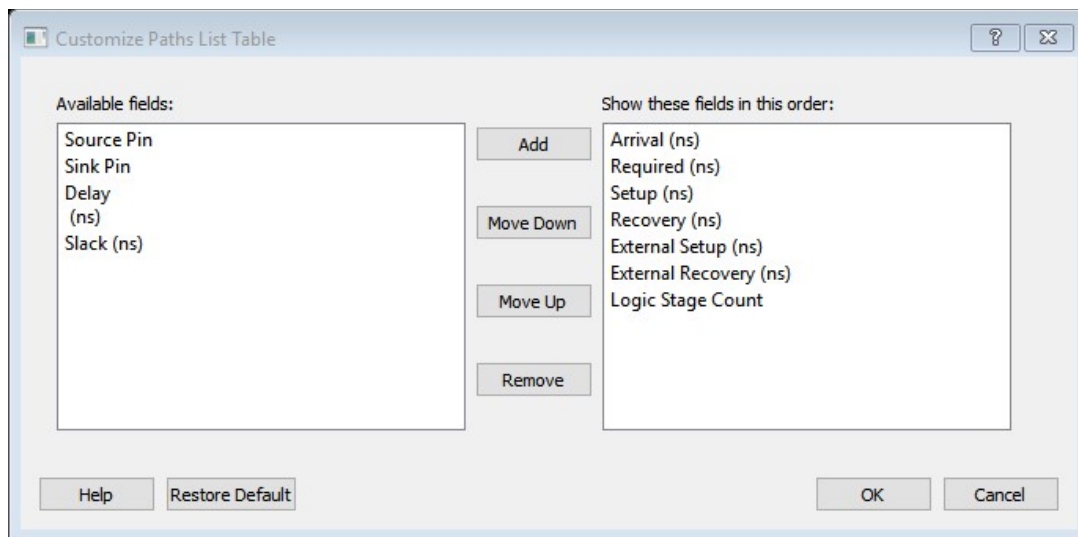 Customize Paths List Table
Available fields:
Source Pin
Sink Pin
Delay
(ns)
Slack (ns)
Add
Move Down
Move Up
Remove
Show these fields in this order:
Arrival (ns)
Required (ns)
Setup (ns)
Recovery (ns)
External Setup (ns)
External Recovery (ns)
Logic Stage Count
Help
Restore Default
OK
Cancel